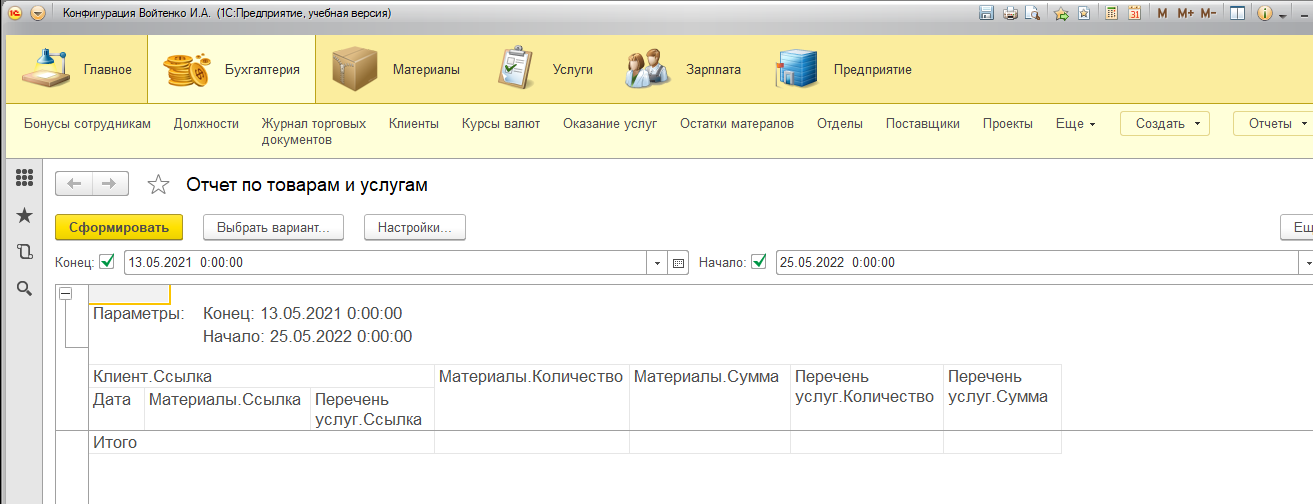 Конфигурация Войтенко И.А. (1С:Предприятие, учебная версия)
M M+ M-
Главное Бухгалтерия Материалы Услуги Зарплата Предприятие
Бонусы сотрудникам Должности Журнал торговых документов Клиенты Курсы валют Оказание услуг Остатки матералов Отделы Поставщики Проекты Еще Создать Отчеты
Отчет по товарам и услугам
Сформировать Выбрать вариант... Настройки... Ещ
Конец: 13.05.2021 0:00:00 Начало: 25.05.2022 0:00:00
Параметры: Конец: 13.05.2021 0:00:00
Начало: 25.05.2022 0:00:00
Клиент.Ссылка Материалы.Количество Материалы.Сумма Перечень услуг.Количество Перечень услуг.Сумма
Дата Материалы.Ссылка Перечень услуг.Ссылка
Итого